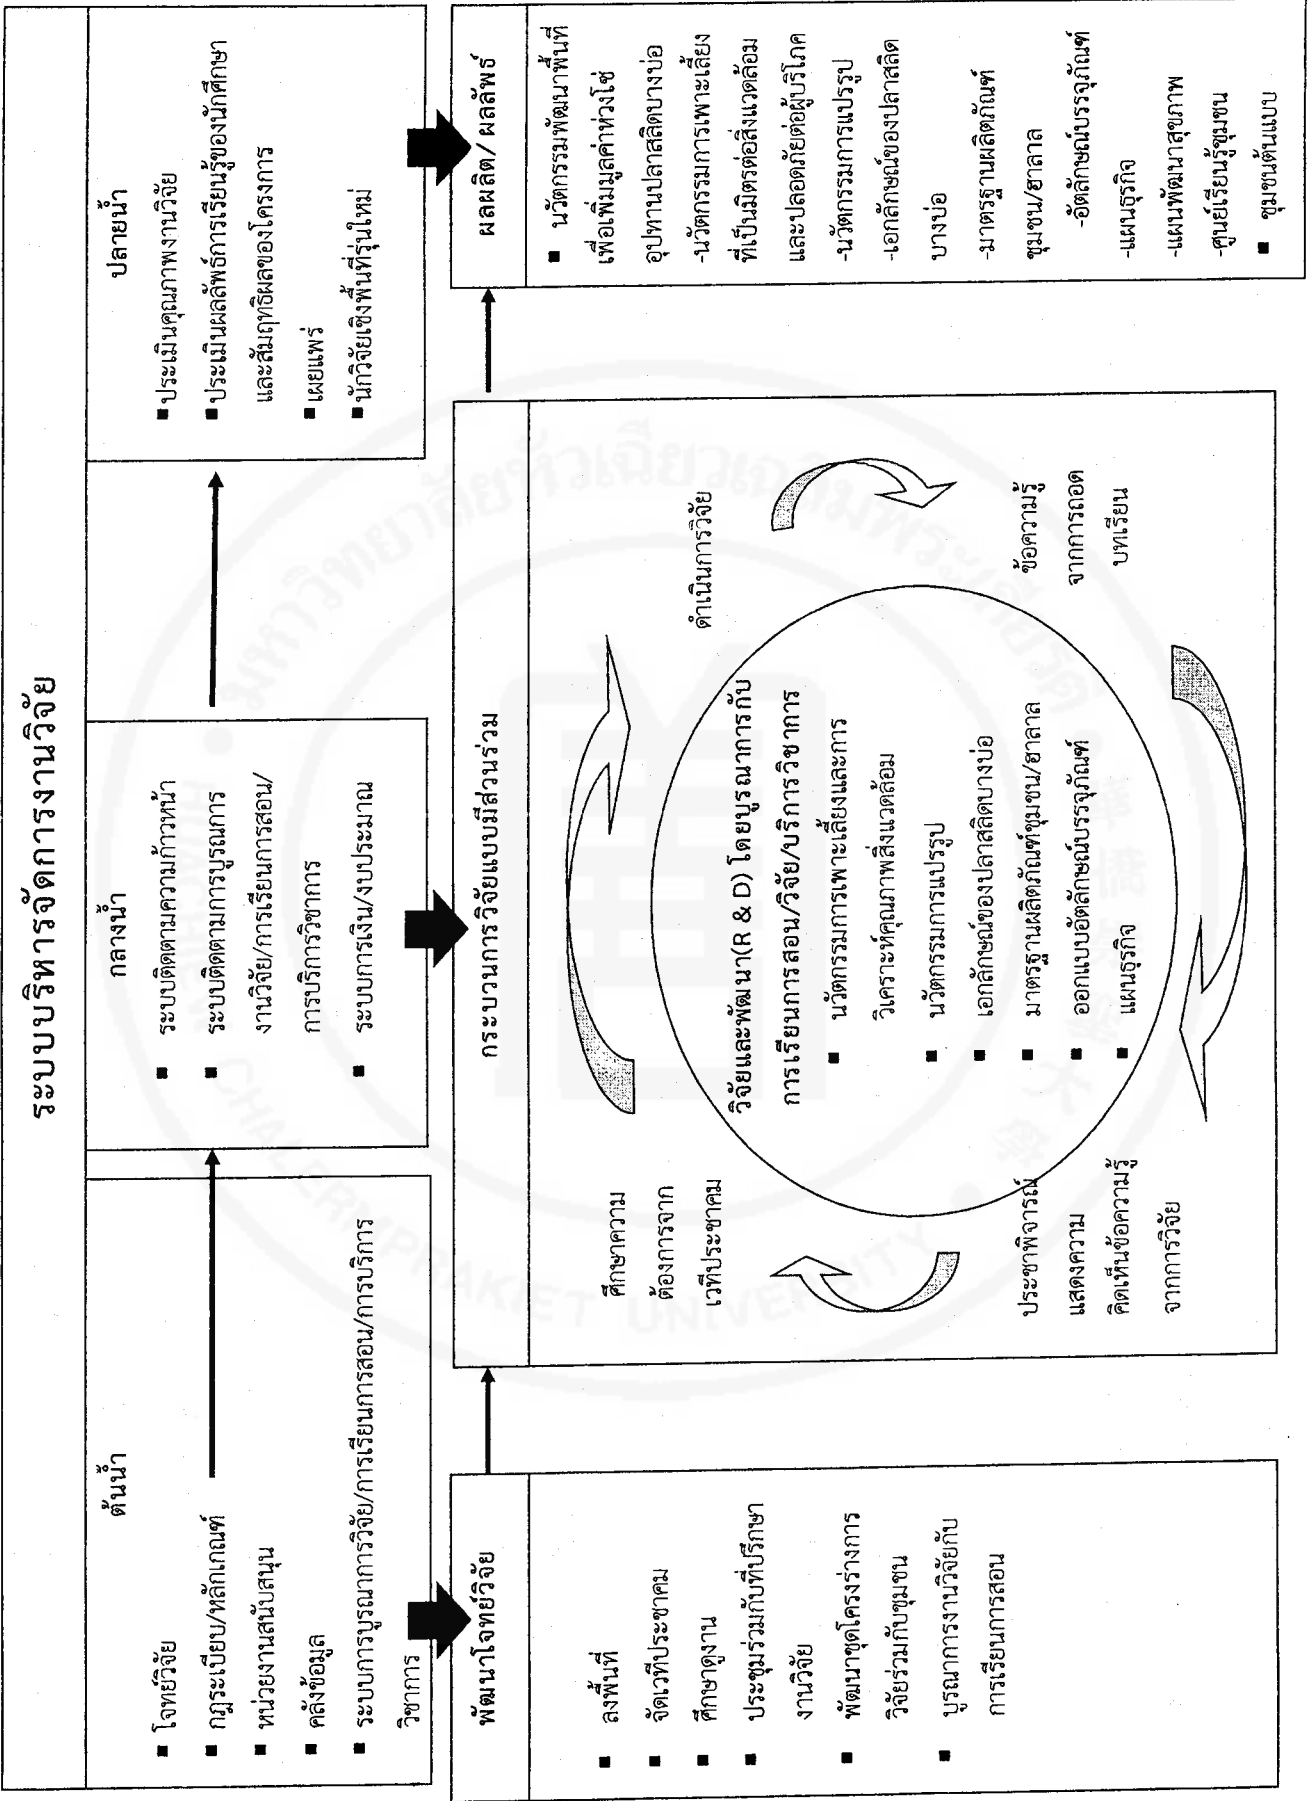 ระบบบริหารจัดการงานวิจัย
ต้นน้ำ
■ โจทย์วิจัย
■ กฎระเบียบ/หลักเกณฑ์
■ หน่วยงานสนับสนุน
■ คลังข้อมูล
■ ระบบการบูรณาการวิจัย/การเรียนการสอน/การบริการ
วิชาการ
กลางน้ำ
■ ระบบติดตามความก้าวหน้า
■ ระบบติดตามการบูรณการ
งานวิจัย/การเรียนการสอน/
การบริการวิชาการ
■ ระบบการเงิน/งบประมาณ
ปลายน้ำ
■ ประเมินคุณภาพงานวิจัย
■ ประเมินผลลัพธ์การเรียนรู้ของนักศึกษา
และสัมฤทธิผลของโครงการ
■ เผยแพร่
■ นักวิจัยเชิงพื้นที่รุ่นใหม่
พัฒนาโจทย์วิจัย
■ ลงพื้นที่
■ จัดเวทีประชาคม
■ ศึกษาดูงาน
■ ประชุมร่วมกับที่ปรึกษา
งานวิจัย
■ พัฒนาชุดโครงร่างการ
วิจัยร่วมกับชุมชน
■ บูรณาการงานวิจัยกับ
การเรียนการสอน
กระบวนการวิจัยแบบมีส่วนร่วม
ศึกษาความ
ต้องการจาก
เวทีประชาคม
ดำเนินการวิจัย
วิจัยและพัฒนา(R & D) โดยบูรณาการกับ
การเรียนการสอน/วิจัย/บริการวิชาการ
■ นวัตกรรมการเพาะเลี้ยงและการ
วิเคราะห์คุณภาพสิ่งแวดล้อม
■ นวัตกรรมการแปรรูป
■ เอกลักษณ์ของปลาสลิดบางบ่อ
■ มาตรฐานผลิตภัณฑ์ชุมชน/ฮาลาล
■ ออกแบบอัตลักษณ์บรรจุภัณฑ์
■ แผนธุรกิจ
ประชาพิจารณ์
แสดงความ
คิดเห็นข้อความรู้
จากการวิจัย
ข้อความรู้
จากการถอด
บทเรียน
ผลผลิต/ ผลลัพธ์
■ นวัตกรรมพัฒนาพื้นที่
เพื่อเพิ่มมูลค่าห่วงโซ่
อุปทานปลาสลิดบางบ่อ
-นวัตกรรมการเพาะเลี้ยง
ที่เป็นมิตรต่อสิ่งแวดล้อม
และปลอดภัยต่อผู้บริโภค
-นวัตกรรมการแปรรูป
-เอกลักษณ์ของปลาสลิด
บางบ่อ
-มาตรฐานผลิตภัณฑ์
ชุมชน/ฮาลาล
-อัตลักษณ์บรรจุภัณฑ์
-แผนธุรกิจ
-แผนพัฒนาสุขภาพ
-ศูนย์เรียนรู้ชุมชน
■ ชุมชนต้นแบบ
มหาวิทยาลัยหัวเฉียวเฉลิมพระเกียรติ
HUACHIEW CHALERMPRAKIET UNIVERSITY